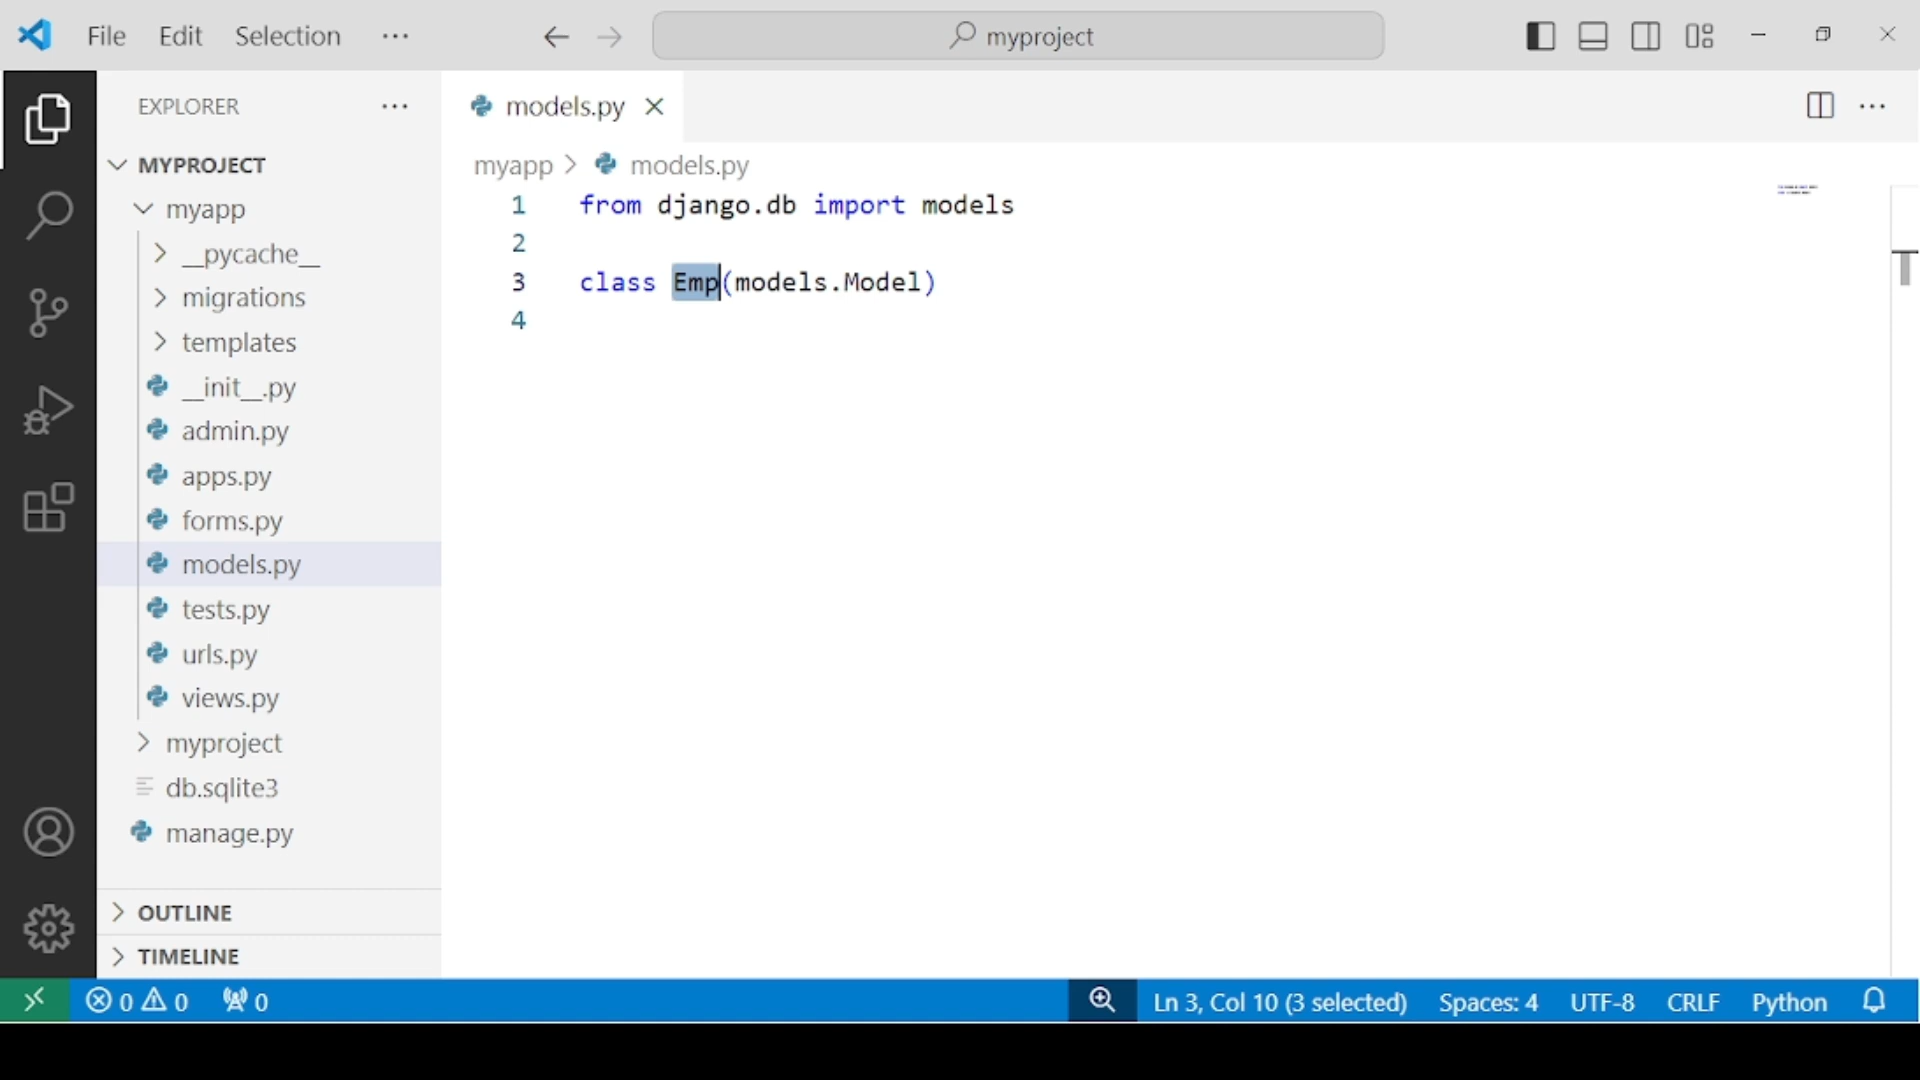 File Edit Selection ··· myproject
EXPLORER ···
models.py
MYPROJECT
myapp > models.py
myapp
1 from django.db import models
2
3 class Emp(models.Model)
4
__pycache__
migrations
templates
__init__.py
admin.py
apps.py
forms.py
models.py
tests.py
urls.py
views.py
myproject
db.sqlite3
manage.py
OUTLINE
TIMELINE
0 0 0 Ln 3, Col 10 (3 selected) Spaces: 4 UTF-8 CRLF Python